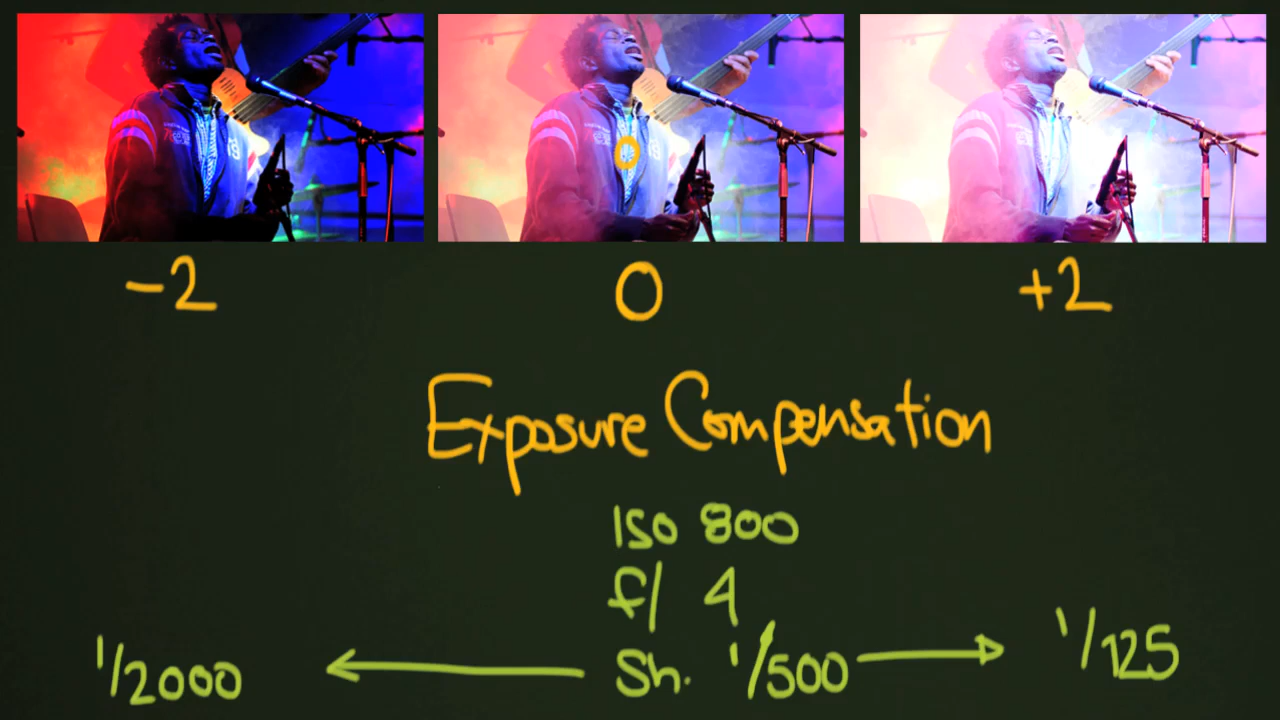 -2 0 +2
Exposure Compensation
Iso 800
f/ 4
1/2000 Sh. 1/500 1/125